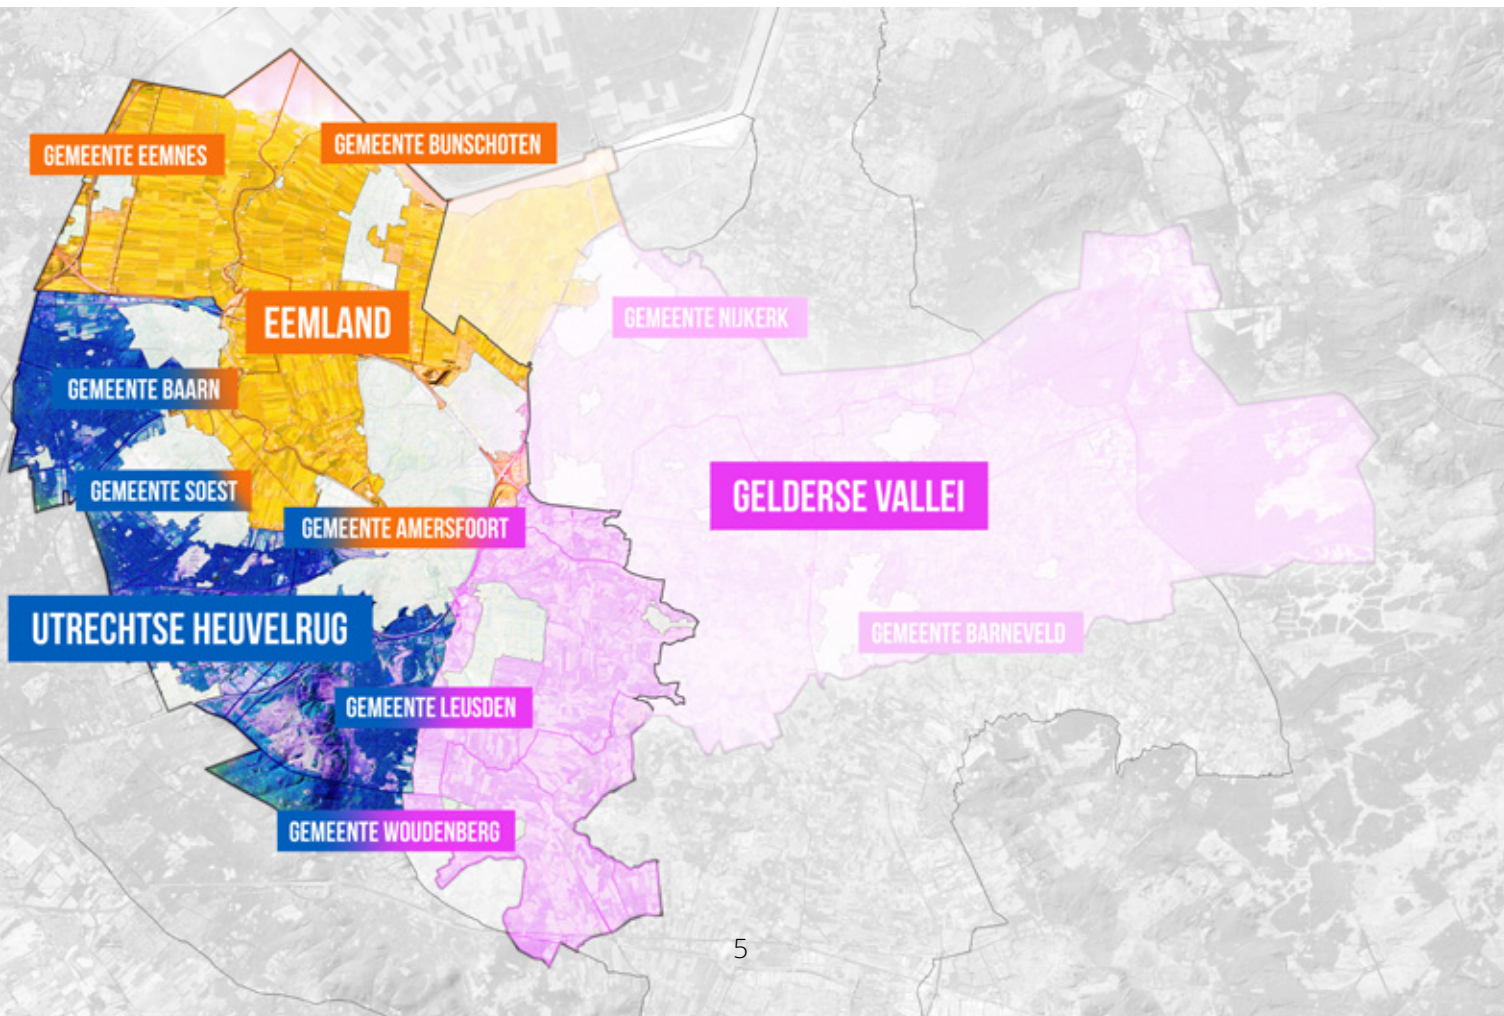 GEMEENTE EEMNES
GEMEENTE BUNSCHOTEN
EEMLAND
GEMEENTE NIJKERK
GEMEENTE BAARN
GEMEENTE SOEST
GELDERSE VALLEI
GEMEENTE AMERSFOORT
UTRECHTSE HEUVELRUG
GEMEENTE BARNEVELD
GEMEENTE LEUSDEN
GEMEENTE WOUDENBERG
5